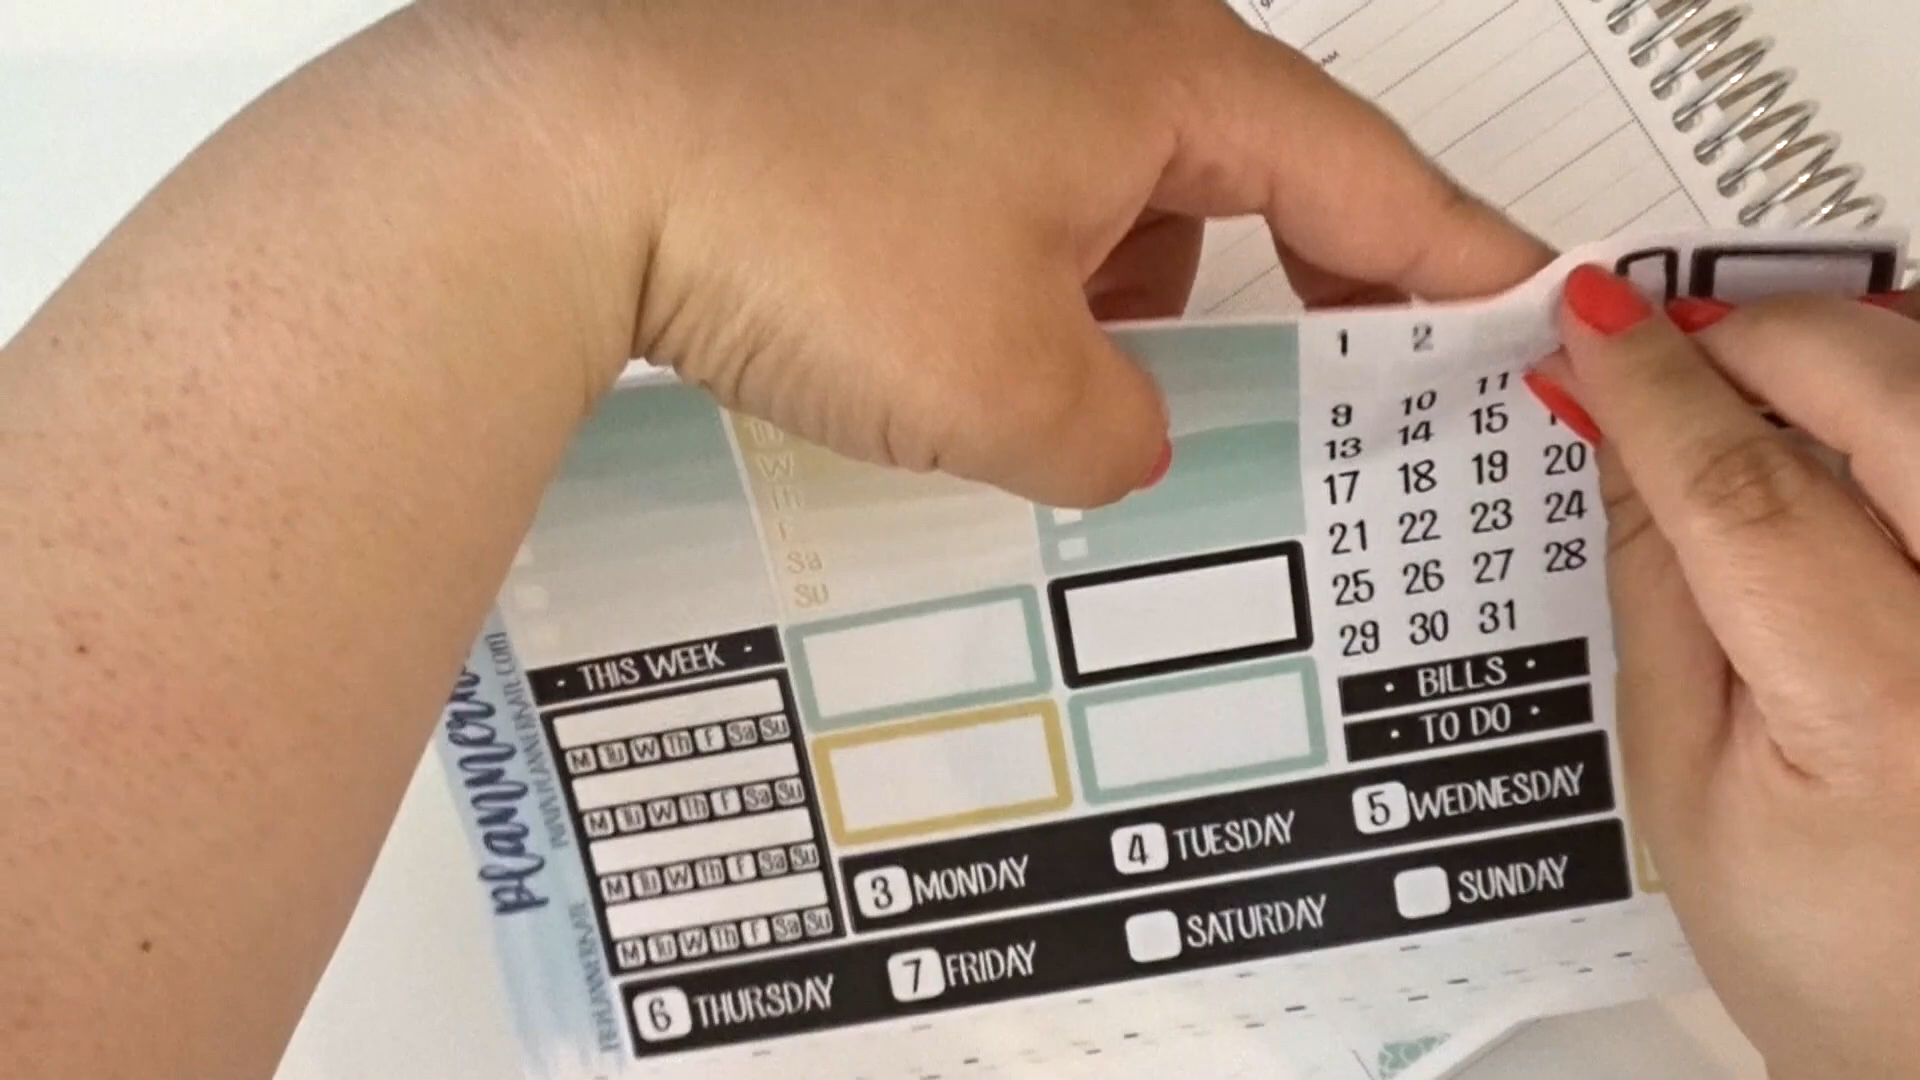 AM
1 2
11
9 10
13 14 15
17 18 19 20
21 22 23 24
25 26 27 28
29 30 31
W
Th
F
Sa
Su
· THIS WEEK ·
M Tu W Th F Sa Su
M Tu W Th F Sa Su
M Tu W Th F Sa Su
M Tu W Th F Sa Su
· BILLS ·
· TO DO ·
3 MONDAY 4 TUESDAY 5 WEDNESDAY
6 THURSDAY 7 FRIDAY SATURDAY SUNDAY